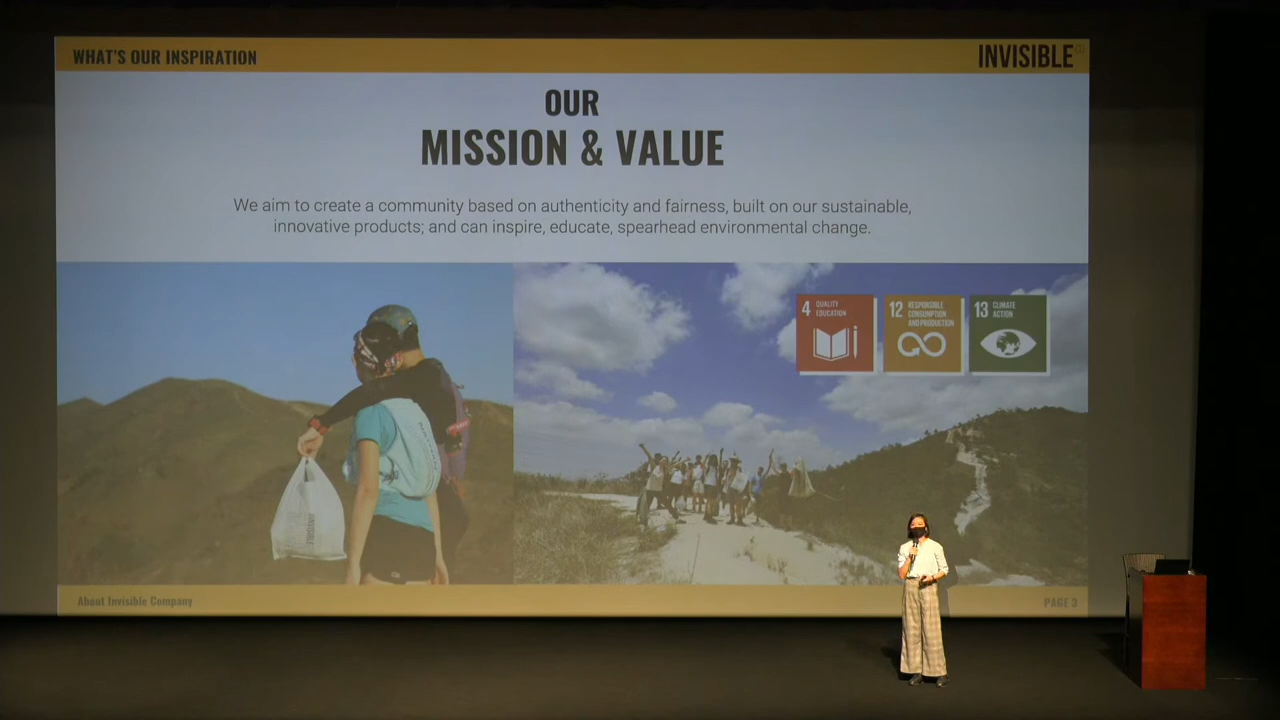 WHAT'S OUR INSPIRATION
INVISIBLE
OUR
MISSION & VALUE
We aim to create a community based on authenticity and fairness, built on our sustainable,
innovative products; and can inspire, educate, spearhead environmental change.
4 QUALITY
EDUCATION
12 RESPONSIBLE
CONSUMPTION
AND PRODUCTION
13 CLIMATE
ACTION
INVISIBLE
About Invisible Company
PAGE 3